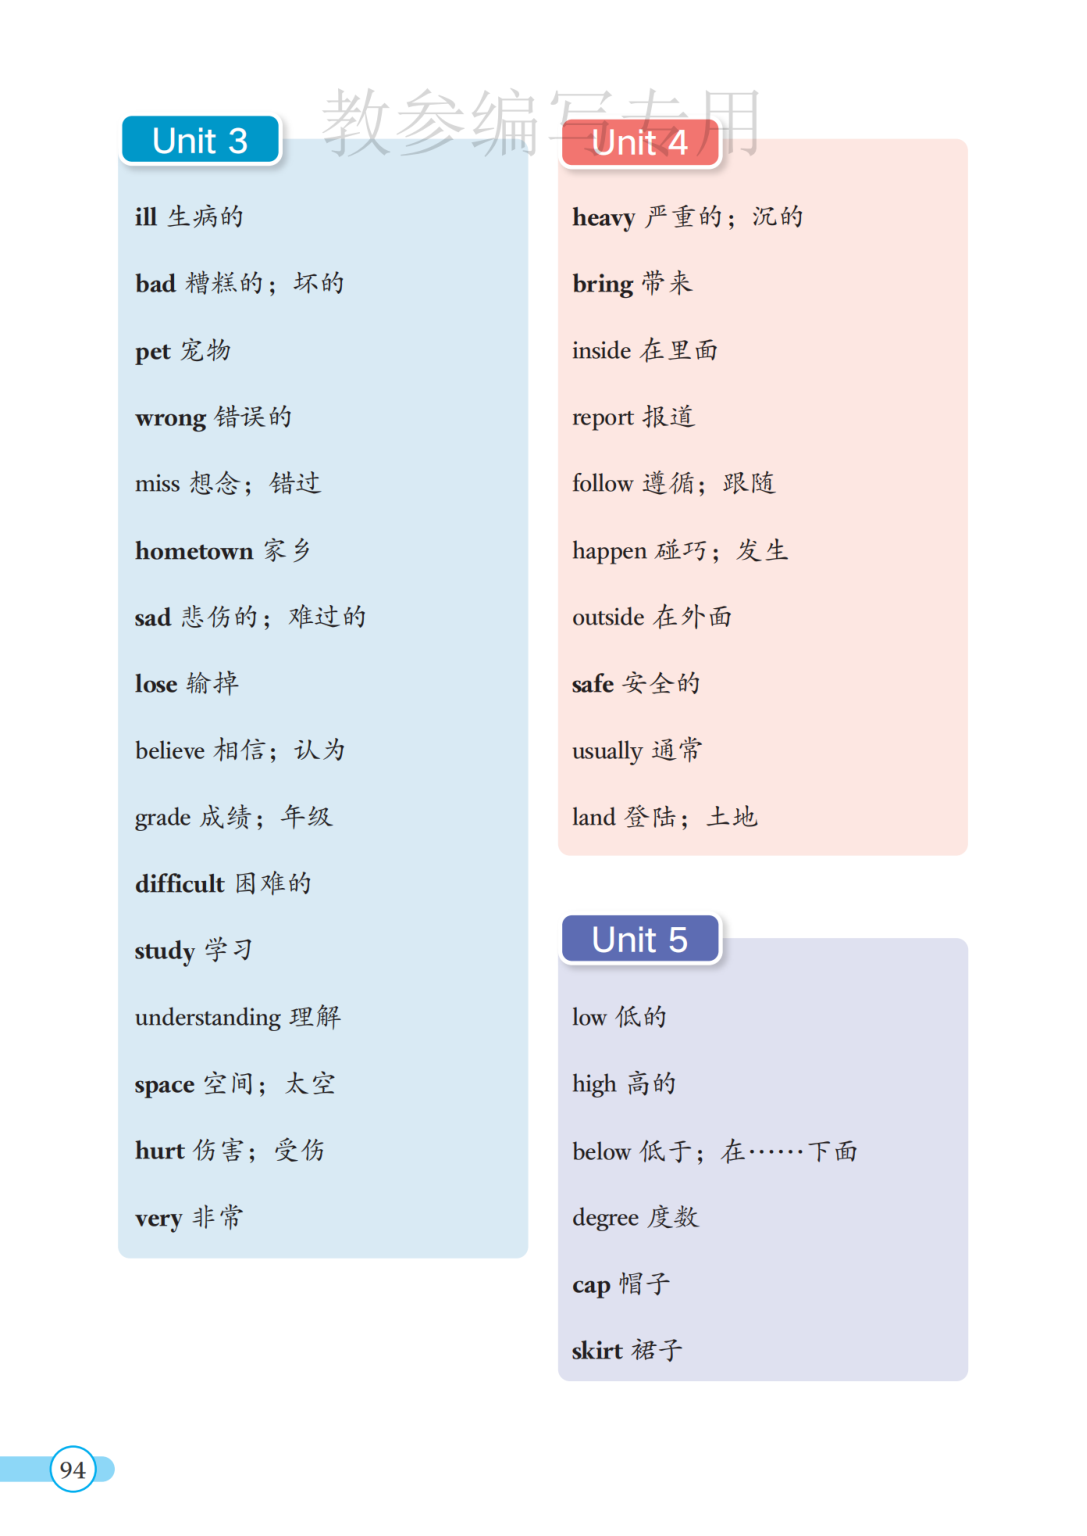 教参编写专用
Unit 3
ill 生病的
bad 糟糕的；坏的
pet 宠物
wrong 错误的
miss 想念；错过
hometown 家乡
sad 悲伤的；难过的
lose 输掉
believe 相信；认为
grade 成绩；年级
difficult 困难的
study 学习
understanding 理解
space 空间；太空
hurt 伤害；受伤
very 非常
Unit 4
heavy 严重的；沉的
bring 带来
inside 在里面
report 报道
follow 遵循；跟随
happen 碰巧；发生
outside 在外面
safe 安全的
usually 通常
land 登陆；土地
Unit 5
low 低的
high 高的
below 低于；在……下面
degree 度数
cap 帽子
skirt 裙子
94